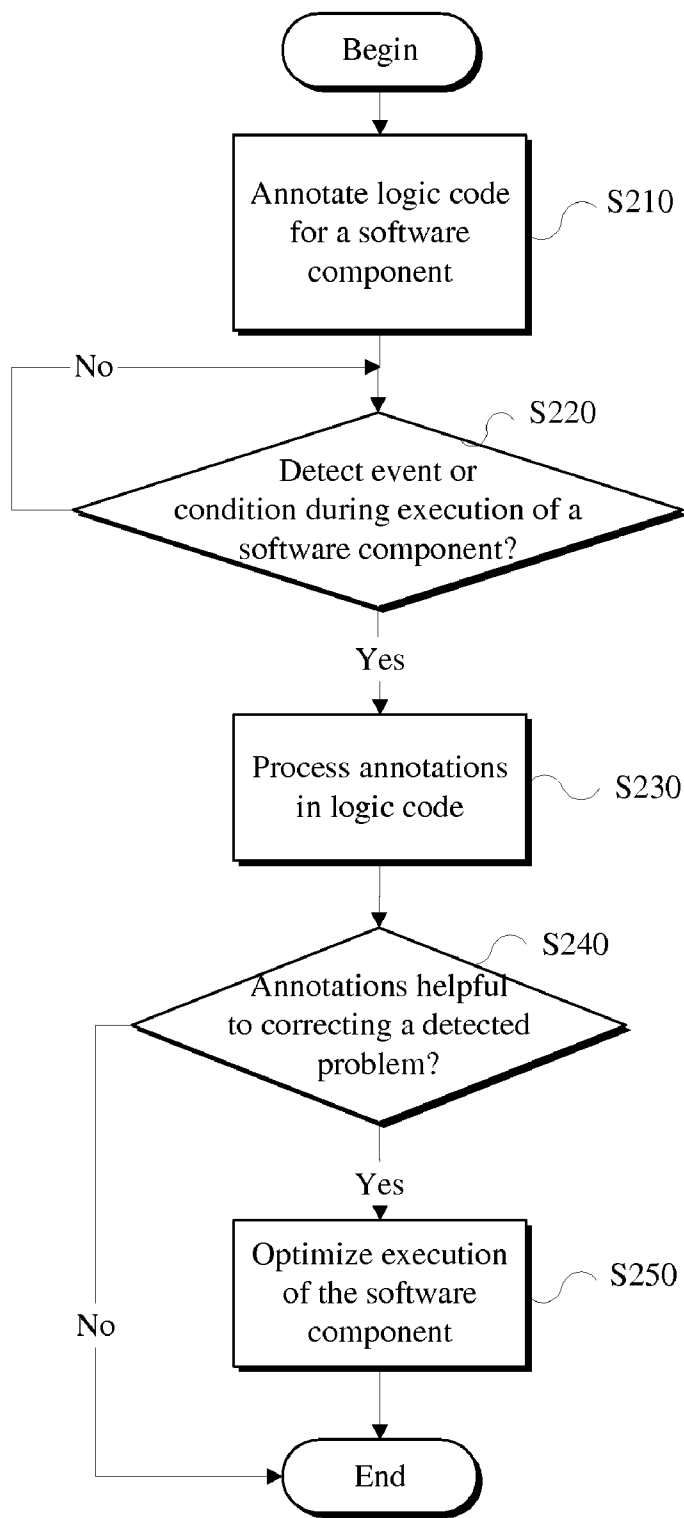 Begin
Annotate logic code
for a software
component
S210
No
S220
Detect event or
condition during execution of a
software component?
Yes
Process annotations
in logic code
S230
S240
Annotations helpful
to correcting a detected
problem?
Yes
Optimize execution
of the software
component
S250
No
End